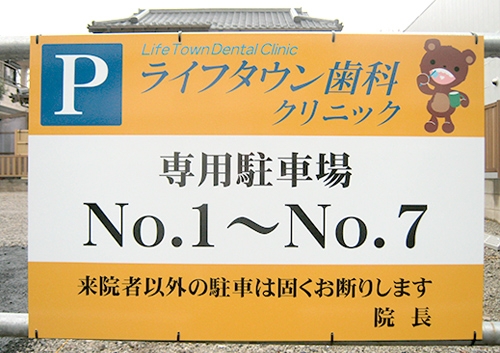 P
Life Town Dental Clinic
ライフタウン歯科
クリニック
専用駐車場
No.1～No.7
来院者以外の駐車は固くお断りします
院長